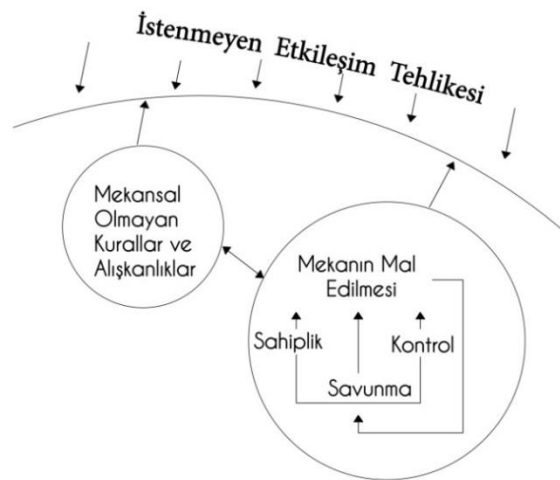 İstenmeyen Etkileşim Tehlikesi
Mekansal
Olmayan
Kurallar ve
Alışkanlıklar
Mekanın Mal
Edilmesi
Sahiplik
Kontrol
Savunma